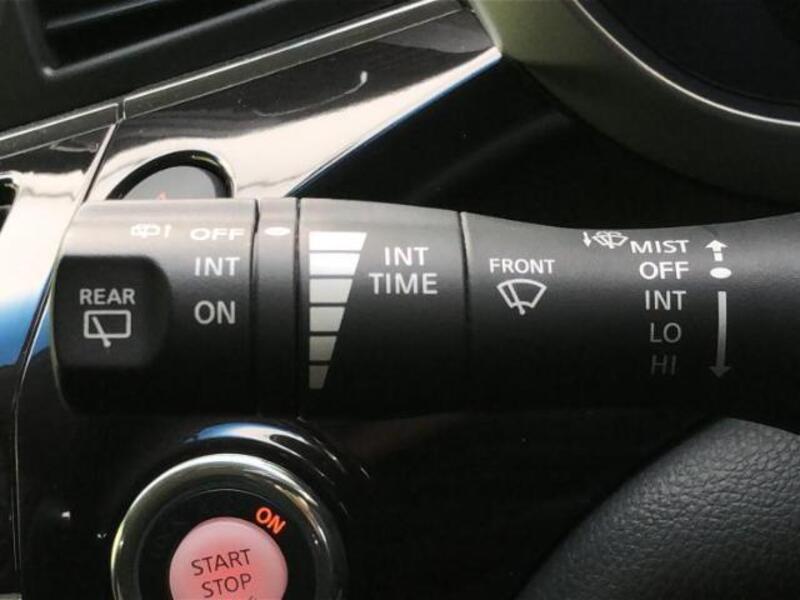 REAR
OFF
INT
ON
INT
TIME
FRONT
MIST
OFF
INT
LO
HI
ON
START
STOP